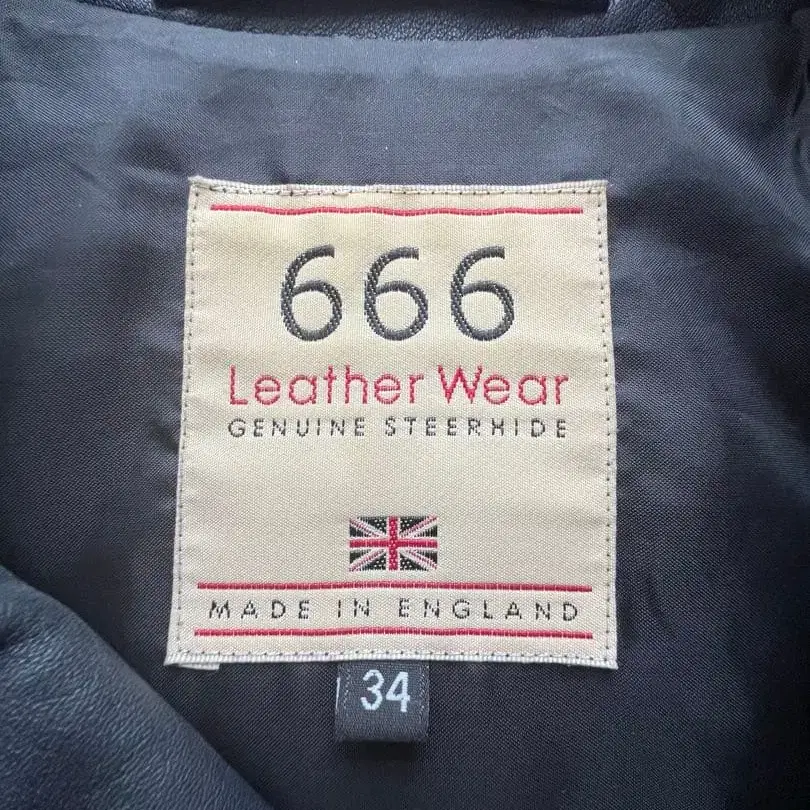 666
Leather Wear
GENUINE STEERHIDE
MADE IN ENGLAND
34